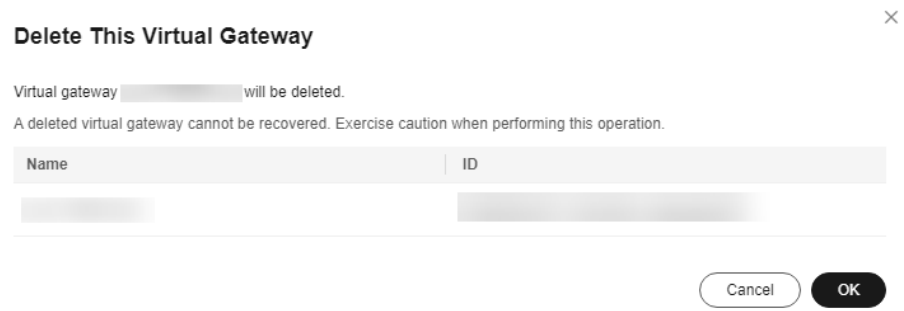 Delete This Virtual Gateway
Virtual gateway will be deleted.
A deleted virtual gateway cannot be recovered. Exercise caution when performing this operation.
Name ID
Cancel OK